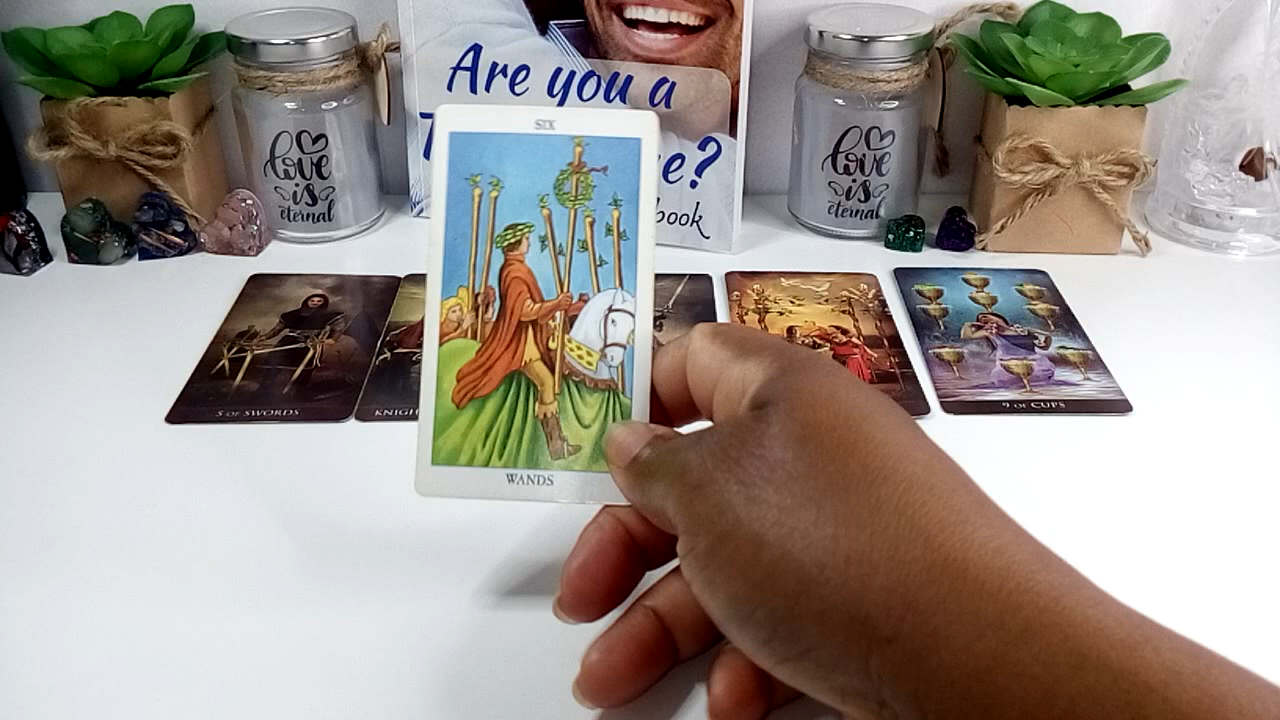 Are you a
T e?
book
love
is
eternal
love
is
eternal
SIX
WANDS
5 OF SWORDS
KNIGH
9 OF CUPS